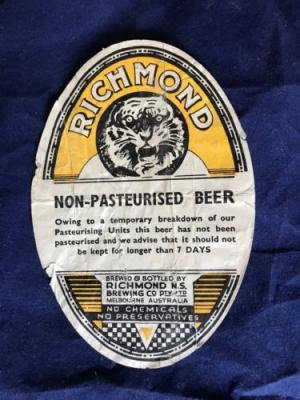 RICHMOND
NON-PASTEURISED BEER
Owing to a temporary breakdown of our
Pasteurising Units this beer has not been
pasteurised and we advise that it should not
be kept for longer than 7 DAYS
BREWED & BOTTLED BY
RICHMOND N.S.
BREWING CO PTY LTD
MELBOURNE AUSTRALIA
NO CHEMICALS
NO PRESERVATIVES